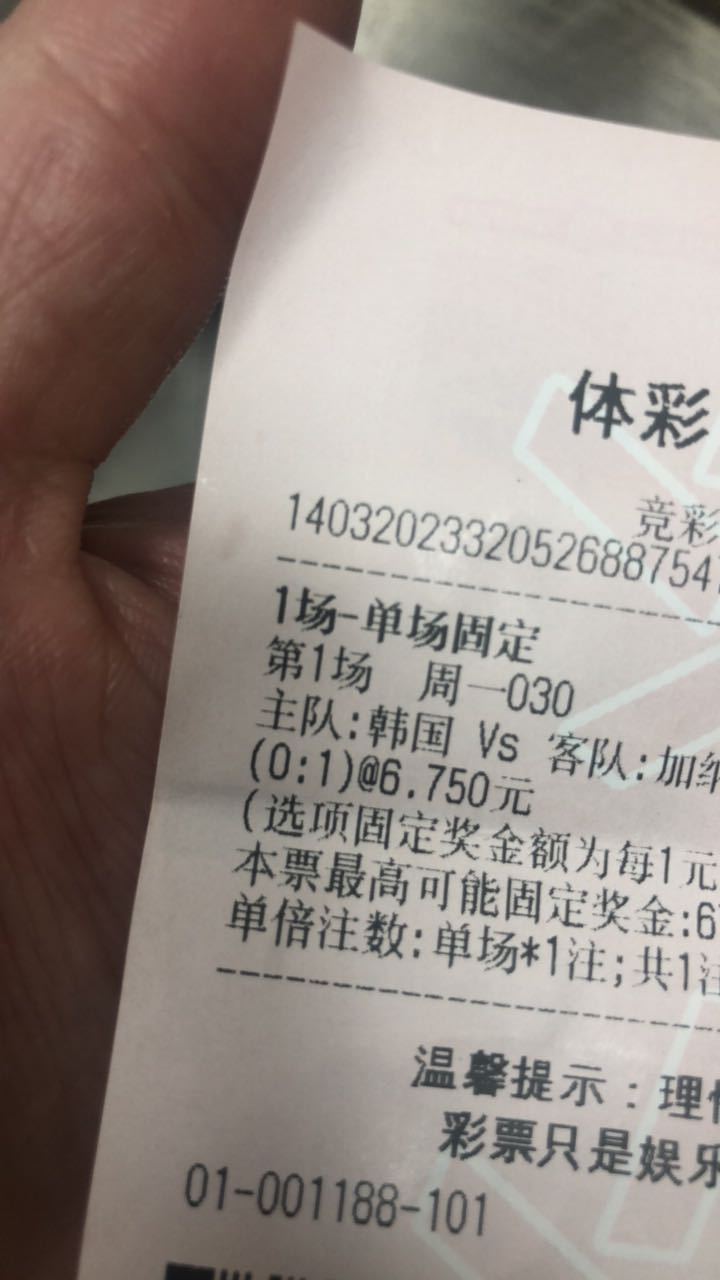 体彩
竞彩
14032023320526887547
1场-单场固定
第1场 周一030
主队:韩国 Vs 客队:加纳
(0:1)@6.750元
(选项固定奖金额为每1元
本票最高可能固定奖金:6
单倍注数:单场*1注;共1注
温馨提示:理性
彩票只是娱乐
01-001188-101